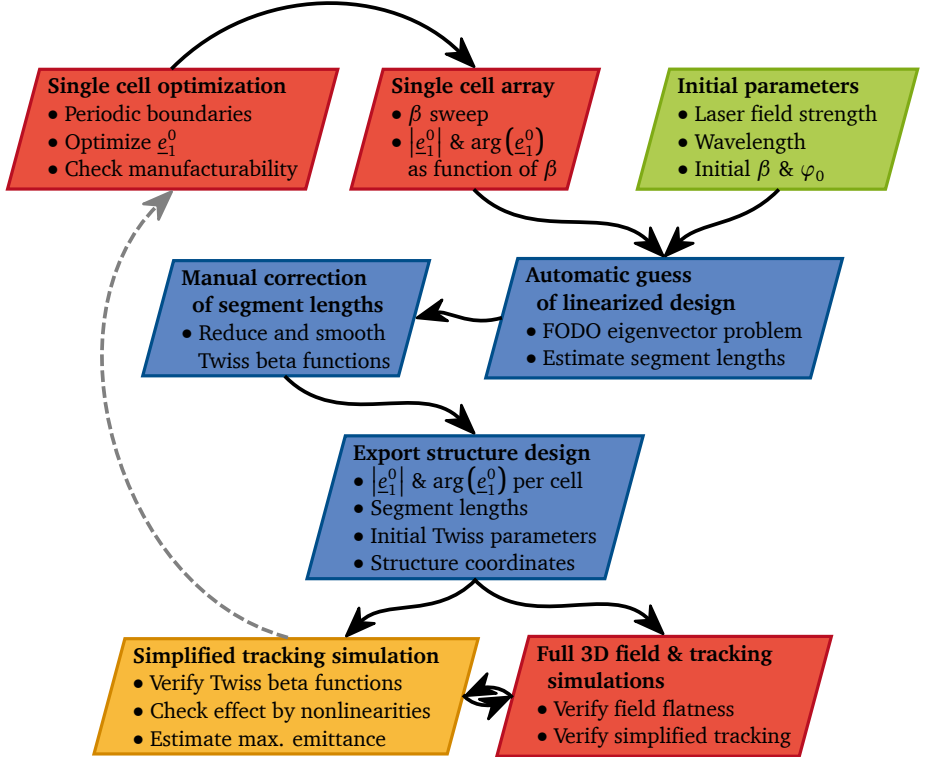 Single cell optimization
• Periodic boundaries
• Optimize e̲₁⁰
• Check manufacturability
Single cell array
• β sweep
• |e̲₁⁰| & arg(e̲₁⁰)
as function of β
Initial parameters
• Laser field strength
• Wavelength
• Initial β & φ₀
Manual correction
of segment lengths
• Reduce and smooth
Twiss beta functions
Automatic guess
of linearized design
• FODO eigenvector problem
• Estimate segment lengths
Export structure design
• |e̲₁⁰| & arg(e̲₁⁰) per cell
• Segment lengths
• Initial Twiss parameters
• Structure coordinates
Simplified tracking simulation
• Verify Twiss beta functions
• Check effect by nonlinearities
• Estimate max. emittance
Full 3D field & tracking
simulations
• Verify field flatness
• Verify simplified tracking